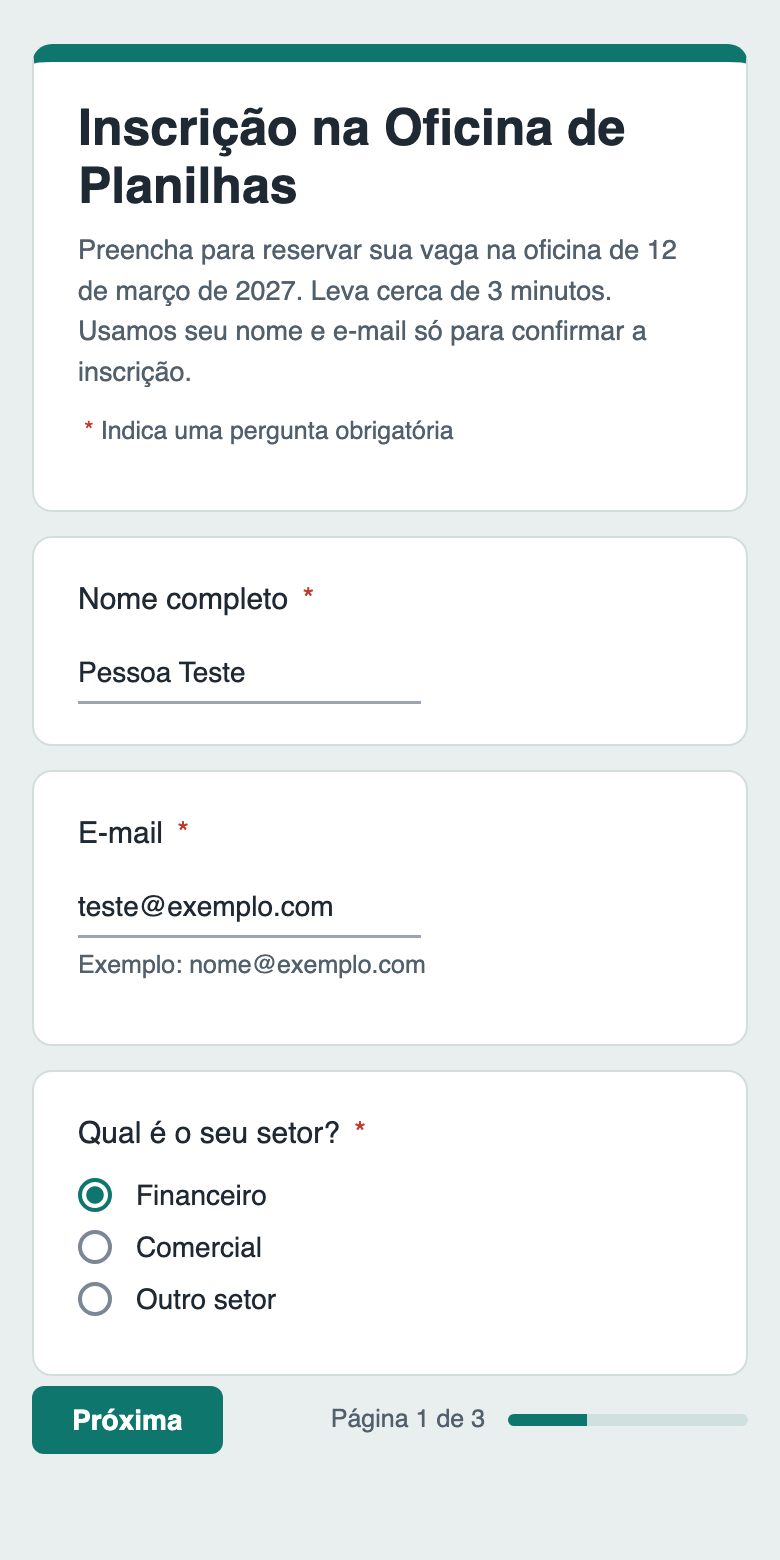 Inscrição na Oficina de
Planilhas
Preencha para reservar sua vaga na oficina de 12
de março de 2027. Leva cerca de 3 minutos.
Usamos seu nome e e-mail só para confirmar a
inscrição.
* Indica uma pergunta obrigatória
Nome completo *
Pessoa Teste
E-mail *
teste@exemplo.com
Exemplo: nome@exemplo.com
Qual é o seu setor? *
Financeiro
Comercial
Outro setor
Próxima
Página 1 de 3